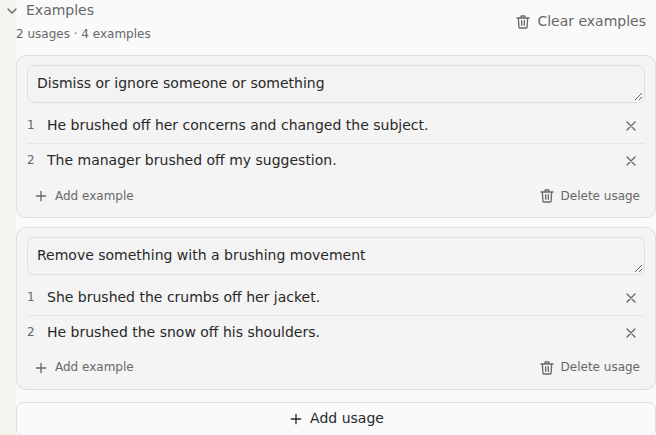 Examples
Clear examples
2 usages · 4 examples
Dismiss or ignore someone or something
1 He brushed off her concerns and changed the subject.
2 The manager brushed off my suggestion.
Add example
Delete usage
Remove something with a brushing movement
1 She brushed the crumbs off her jacket.
2 He brushed the snow off his shoulders.
Add example
Delete usage
Add usage